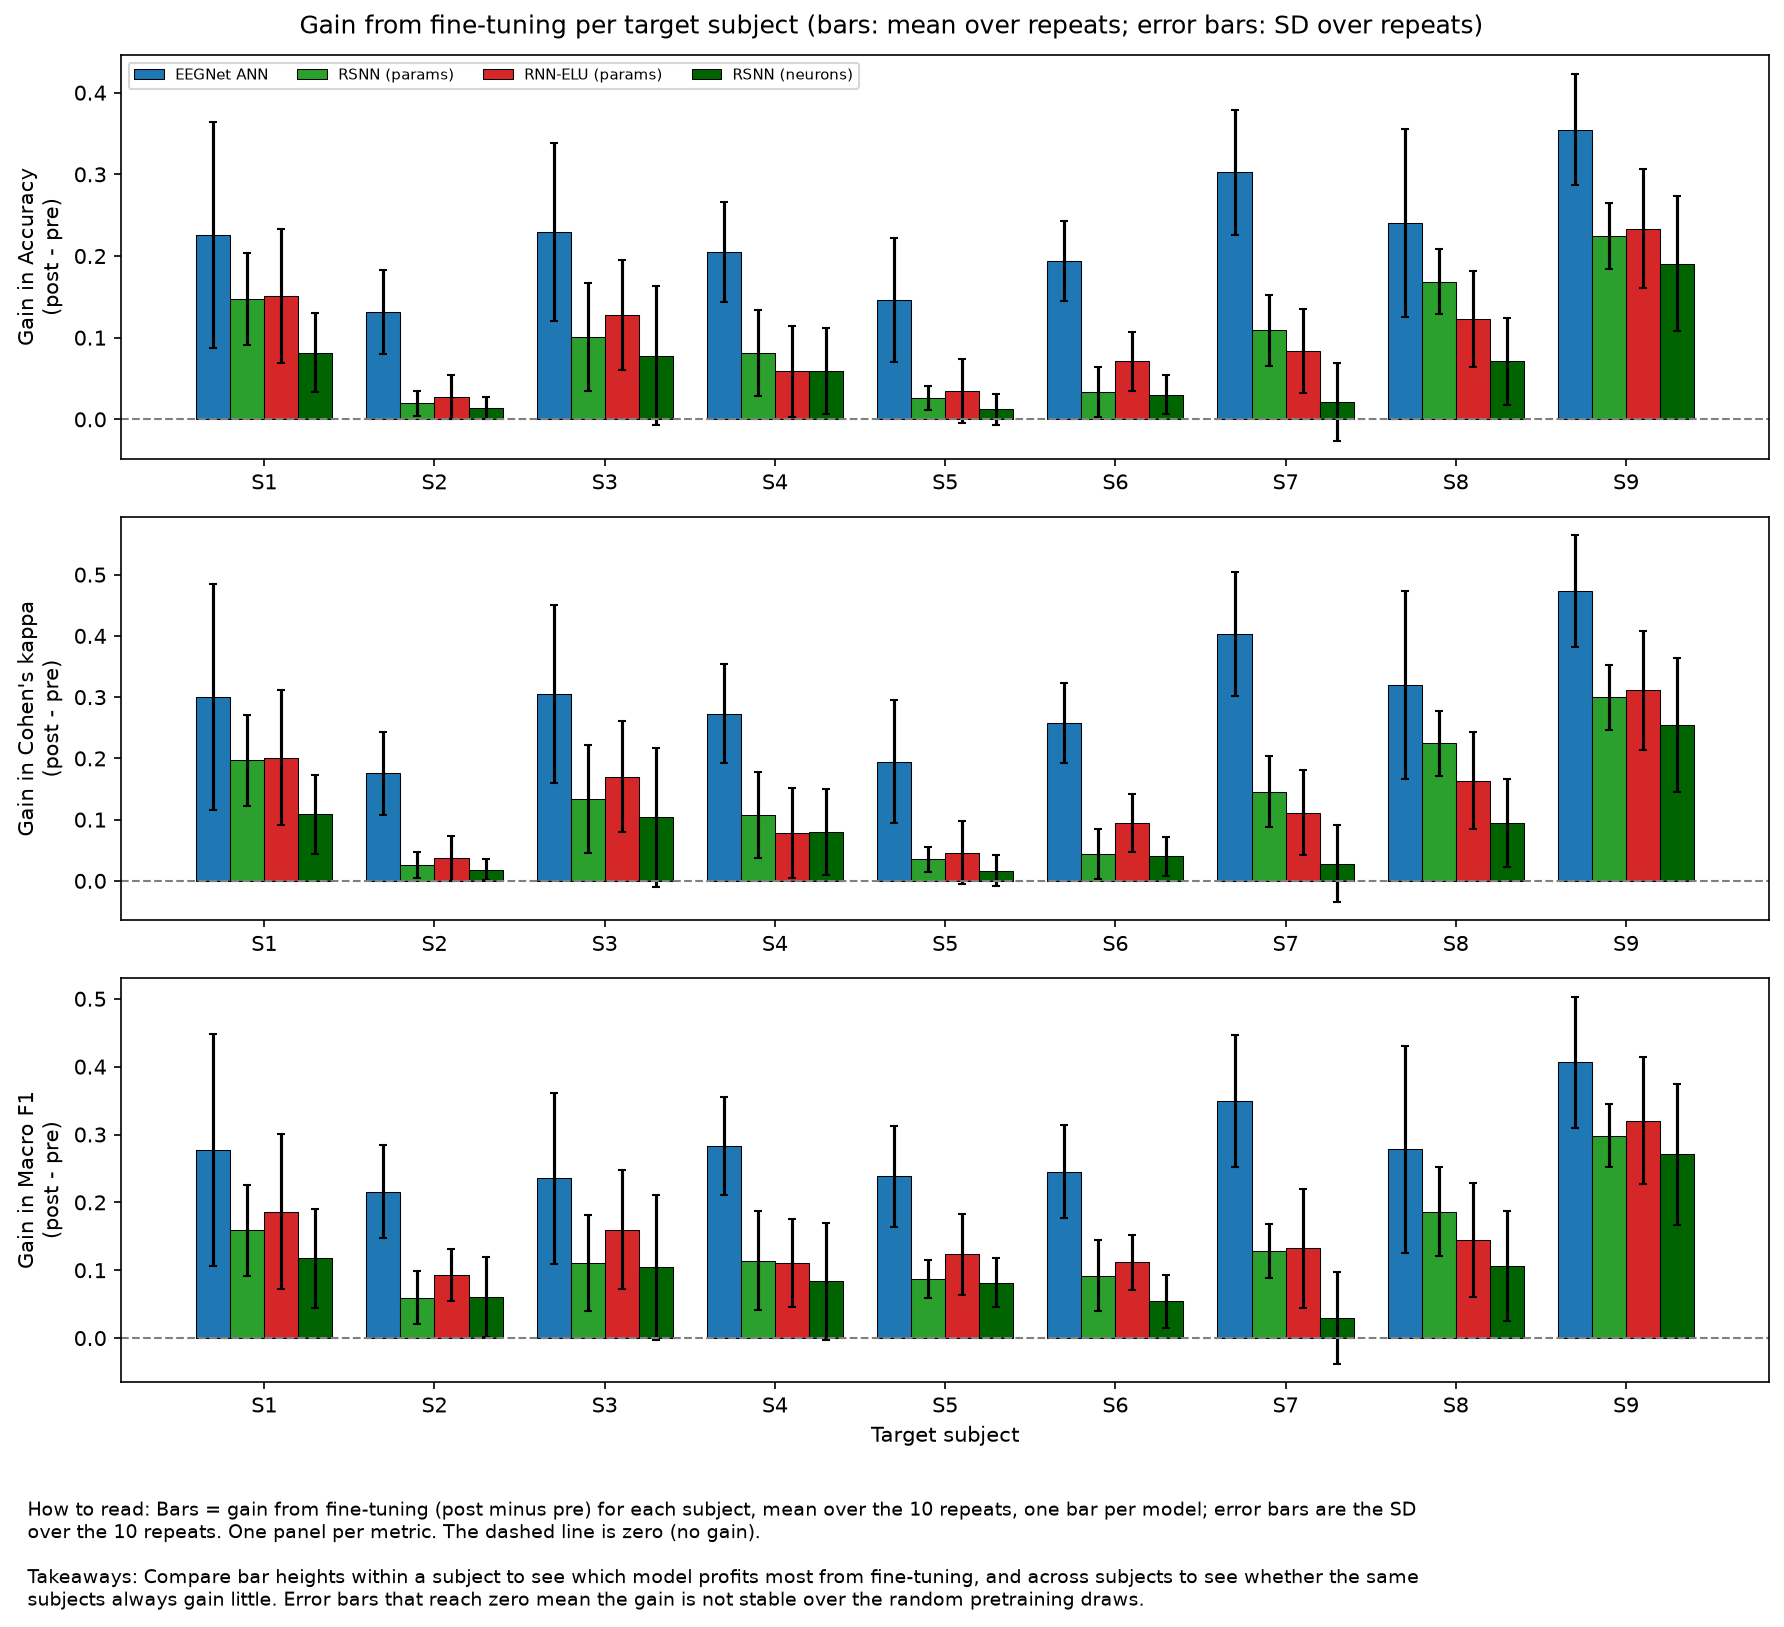 Gain from fine-tuning per target subject (bars: mean over repeats; error bars: SD over repeats)
EEGNet ANN
RSNN (params)
RNN-ELU (params)
RSNN (neurons)
Gain in Accuracy
(post - pre)
0.4
0.3
0.2
0.1
0.0
S1 S2 S3 S4 S5 S6 S7 S8 S9
Gain in Cohen's kappa
(post - pre)
0.5
0.4
0.3
0.2
0.1
0.0
S1 S2 S3 S4 S5 S6 S7 S8 S9
Gain in Macro F1
(post - pre)
0.5
0.4
0.3
0.2
0.1
0.0
S1 S2 S3 S4 S5 S6 S7 S8 S9
Target subject
How to read: Bars = gain from fine-tuning (post minus pre) for each subject, mean over the 10 repeats, one bar per model; error bars are the SD
over the 10 repeats. One panel per metric. The dashed line is zero (no gain).
Takeaways: Compare bar heights within a subject to see which model profits most from fine-tuning, and across subjects to see whether the same
subjects always gain little. Error bars that reach zero mean the gain is not stable over the random pretraining draws.